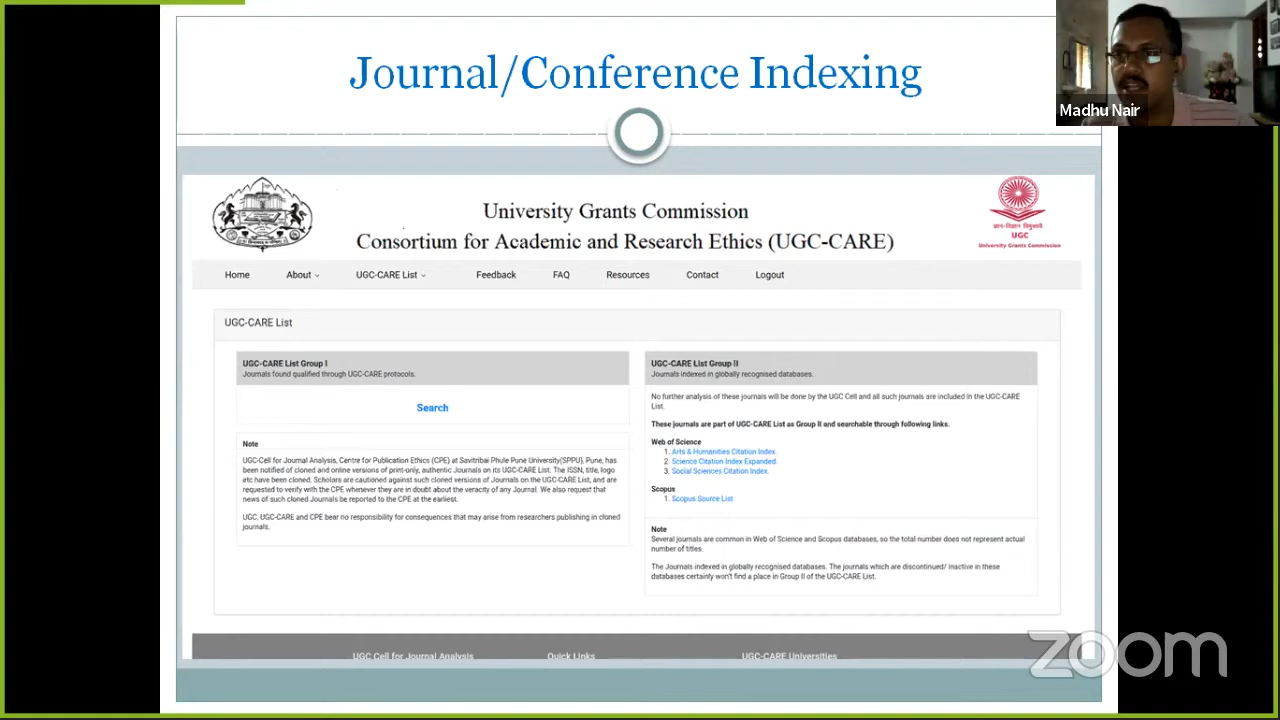 Journal/Conference Indexing
Madhu Nair
University Grants Commission
Consortium for Academic and Research Ethics (UGC-CARE)
UGC
University Grants Commission
Home About UGC-CARE List Feedback FAQ Resources Contact Logout
UGC-CARE List
UGC-CARE List Group I
Journals found qualified through UGC-CARE protocols.
Search
Note
UGC-Cell for Journal Analysis, Centre for Publication Ethics (CPE) at Savitribai Phule Pune University(SPPU), Pune, has
been notified of cloned and online versions of print-only, authentic Journals on its UGC-CARE List. The ISSN, title, logo
etc have been cloned. Scholars are cautioned against such cloned versions of Journals on the UGC-CARE List, and are
requested to verify with the CPE whenever they are in doubt about the veracity of any Journal. We also request that
news of such cloned Journals be reported to the CPE at the earliest.
UGC, UGC-CARE and CPE bear no responsibility for consequences that may arise from researchers publishing in cloned
journals.
UGC-CARE List Group II
Journals indexed in globally recognised databases.
No further analysis of these journals will be done by the UGC Cell and all such journals are included in the UGC-CARE
List.
These journals are part of UGC-CARE List as Group II and searchable through following links.
Web of Science
1. Arts & Humanities Citation Index.
2. Science Citation Index Expanded.
3. Social Sciences Citation Index.
Scopus
1. Scopus Source List
Note
Several journals are common in Web of Science and Scopus databases, so the total number does not represent actual
number of titles.
The Journals indexed in globally recognised databases. The journals which are discontinued/ inactive in these
databases certainly won't find a place in Group II of the UGC-CARE List.
UGC Cell for Journal Analysis Quick Links UGC-CARE Universities
zoom